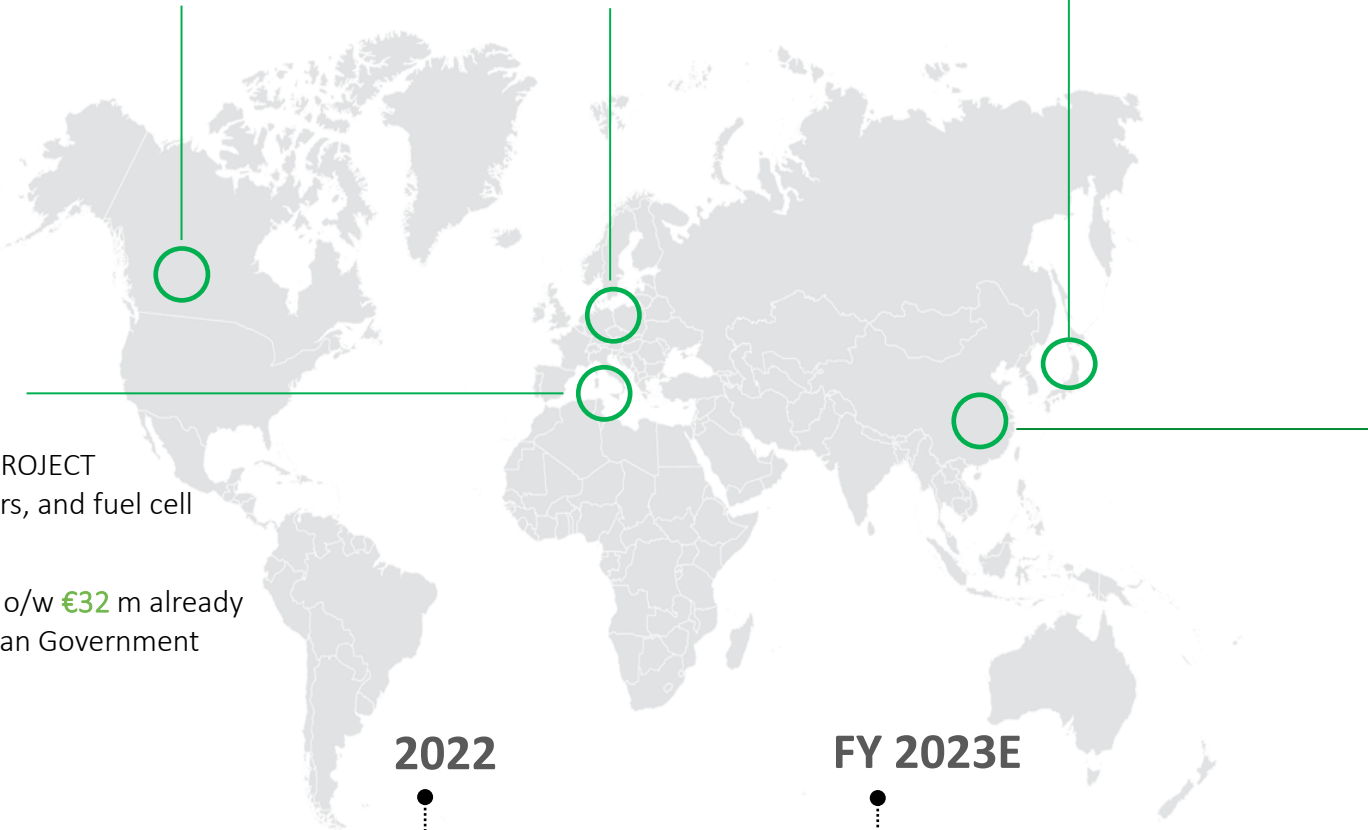 ROJECT
rs, and fuel cell
o/w €32 m already
an Government
2022
FY 2023E